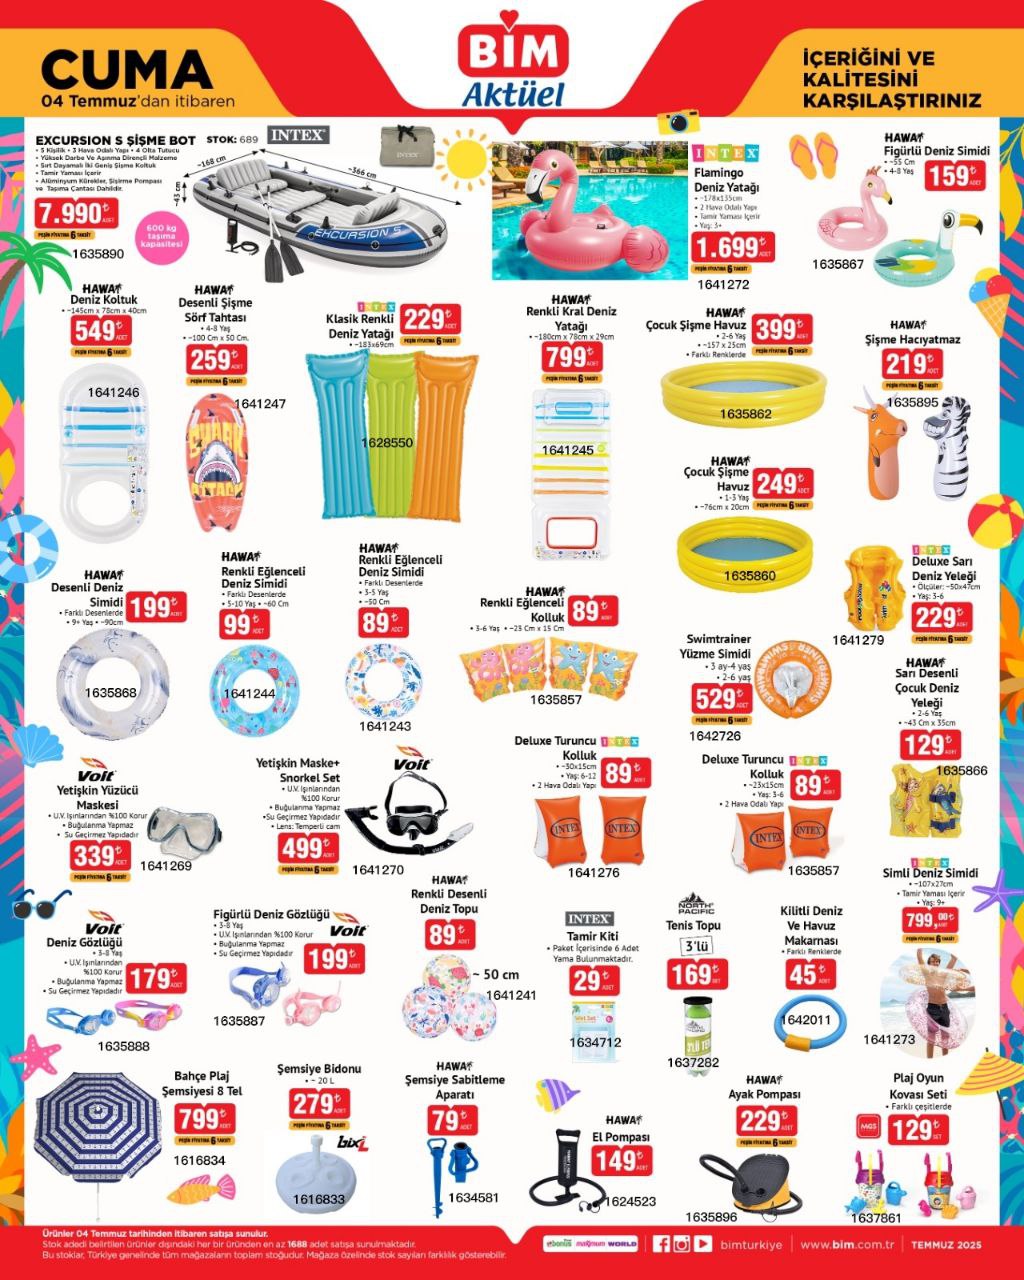 CUMA
04 Temmuz'dan itibaren
BİM
Aktüel
İÇERİĞİNİ VE
KALİTESİNİ
KARŞILAŞTIRINIZ
EXCURSION S ŞİŞME BOT
STOK: 689
INTEX
• 5 Kişilik • 3 Hava Odalı Yapı • 4 Olta Tutucu
• Yüksek Darbe Ve Aşınma Dirençli Malzeme
• Sırt Dayamalı İki Geniş Şişme Koltuk
• Tamir Yaması İçerir
• Alüminyum Kürekler, Şişirme Pompası
ve Taşıma Çantası Dahildir.
7.990₺ ADET
PEŞİN FİYATINA 6 TAKSİT
1635890
600 kg
taşıma
kapasitesi
~168 cm
~366 cm
~43 cm
EXCURSION 5
INTEX
Flamingo
Deniz Yatağı
• ~178x135cm
• 2 Hava Odalı Yapı
• Tamir Yaması İçerir
• Yaş: 3+
1.699₺ ADET
PEŞİN FİYATINA 6 TAKSİT
1641272
HAWA
Figürlü Deniz Simidi
• ~55 Cm
• 4-8 Yaş
159₺ ADET
1635867
HAWA
Deniz Koltuk
• ~145cm x 78cm x 40cm
549₺ ADET
PEŞİN FİYATINA 6 TAKSİT
1641246
HAWA
Desenli Şişme
Sörf Tahtası
• 4-8 Yaş
• ~100 Cm x 50 Cm.
259₺ ADET
PEŞİN FİYATINA 6 TAKSİT
1641247
SHARK
ATTACK
INTEX
Klasik Renkli
Deniz Yatağı
• ~183x69cm
229₺ ADET
PEŞİN FİYATINA 6 TAKSİT
1628550
HAWA
Renkli Kral Deniz
Yatağı
• ~180cm x 78cm x 29cm
799₺ ADET
PEŞİN FİYATINA 6 TAKSİT
1641245
HAWA
Çocuk Şişme Havuz
• 2-6 Yaş
• ~157 x 25cm
• Farklı Renklerde
399₺ ADET
PEŞİN FİYATINA 6 TAKSİT
1635862
HAWA
Şişme Hacıyatmaz
219₺ ADET
PEŞİN FİYATINA 6 TAKSİT
1635895
HAWA
Çocuk Şişme
Havuz
• 1-3 Yaş
• ~76cm x 20cm
249₺ ADET
PEŞİN FİYATINA 6 TAKSİT
1635860
HAWA
Desenli Deniz
Simidi
• Farklı Desenlerde
• 9+ Yaş • ~90cm
199₺ ADET
1635868
HAWA
Renkli Eğlenceli
Deniz Simidi
• Farklı Desenlerde
• 5-10 Yaş • ~60 Cm
99₺ ADET
1641244
HAWA
Renkli Eğlenceli
Deniz Simidi
• Farklı Desenlerde
• 3-5 Yaş
• ~50 Cm
89₺ ADET
1641243
HAWA
Renkli Eğlenceli
Kolluk
• 3-6 Yaş • ~23 Cm x 15 Cm
89₺ ADET
1635857
INTEX
Deluxe Sarı
Deniz Yeleği
• Ölçüler: ~50x47cm
• Yaş: 3-6
229₺ ADET
PEŞİN FİYATINA 6 TAKSİT
1641279
Swimtrainer
Yüzme Simidi
• 3 ay-4 yaş
• 2-6 yaş
529₺ ADET
PEŞİN FİYATINA 6 TAKSİT
1642726
SWIMTRAINER
HAWA
Sarı Desenli
Çocuk Deniz
Yeleği
• 2-6 Yaş
• ~43 Cm x 35cm
129₺ ADET
1635866
Voit
Yetişkin Yüzücü
Maskesi
• U.V. Işınlarından %100 Korur
• Buğulanma Yapmaz
• Su Geçirmez Yapıdadır
339₺ ADET
PEŞİN FİYATINA 6 TAKSİT
1641269
Yetişkin Maske+
Snorkel Set
• U.V. Işınlarından
%100 Korur
• Buğulanma Yapmaz
•Su Geçirmez Yapıdadır
• Lens: Temperli cam
Voit
499₺ ADET
PEŞİN FİYATINA 6 TAKSİT
1641270
Deluxe Turuncu
INTEX
Kolluk
• ~30x15cm
• Yaş: 6-12
• 2 Hava Odalı Yapı
89₺ ADET
INTEX
INTEX
1641276
Deluxe Turuncu
INTEX
Kolluk
• ~23x15cm
• Yaş: 3-6
• 2 Hava Odalı Yapı
89₺ ADET
INTEX
INTEX
1635857
INTEX
Simli Deniz Simidi
• ~107x27cm
• Tamir Yaması İçerir
• Yaş: 9+
799,00₺ ADET
PEŞİN FİYATINA 6 TAKSİT
1641273
Voit
Deniz Gözlüğü
• 3-8 Yaş
• U.V. Işınlarından
%100 Korur
• Buğulanma Yapmaz
• Su Geçirmez Yapıdadır
179₺ ADET
1635888
Figürlü Deniz Gözlüğü
Voit
• 3-8 Yaş
• U.V. Işınlarından %100 Korur
• Buğulanma Yapmaz
• Su Geçirmez Yapıdadır
199₺ ADET
1635887
HAWA
Renkli Desenli
Deniz Topu
89₺ ADET
~ 50 cm
1641241
INTEX
Tamir Kiti
• Paket İçerisinde 6 Adet
Yama Bulunmaktadır.
29₺ ADET
1634712
NORTH
PACIFIC
Tenis Topu
3'lü
169₺ ADET
1637282
Kilitli Deniz
Ve Havuz
Makarnası
• Farklı Renklerde
45₺ ADET
1642011
Bahçe Plaj
Şemsiyesi 8 Tel
799₺ ADET
PEŞİN FİYATINA 6 TAKSİT
1616834
Şemsiye Bidonu
• ~ 20 L
279₺ ADET
PEŞİN FİYATINA 6 TAKSİT
bixi
1616833
HAWA
Şemsiye Sabitleme
Aparatı
79₺ ADET
1634581
HAWA
El Pompası
149₺ ADET
1624523
HAWA
Ayak Pompası
229₺ ADET
PEŞİN FİYATINA 6 TAKSİT
1635896
Plaj Oyun
Kovası Seti
• Farklı çeşitlerde
MGS
129₺ SET
1637861
Ürünler 04 Temmuz tarihinden itibaren satışa sunulur.
Stok adedi belirtilen ürünler dışındaki her bir üründen en az 1688 adet satışa sunulmaktadır.
Bu stoklar, Türkiye genelinde tüm mağazaların toplam stoğudur. Mağaza özelinde stok sayıları farklılık gösterebilir.
bonus
maximum
WORLD
bimturkiye
www.bim.com.tr
TEMMUZ 2025